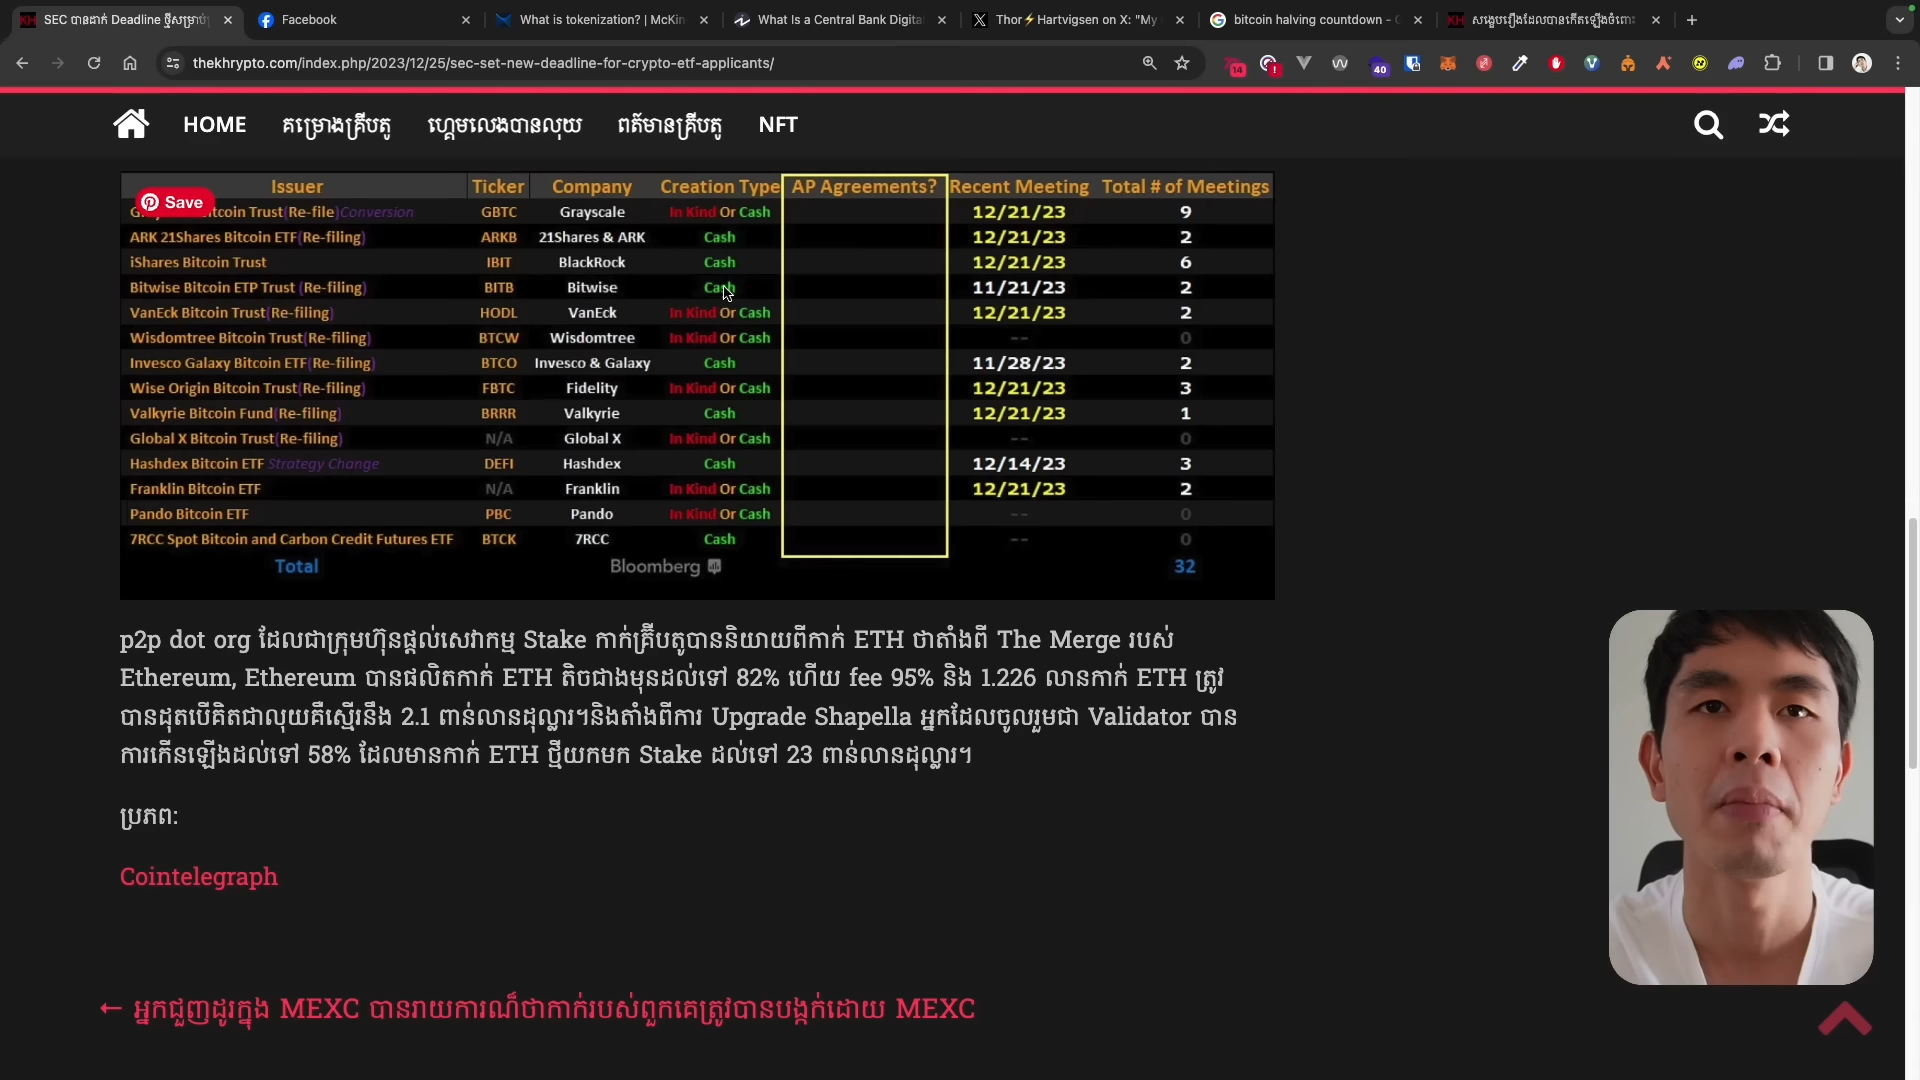 SEC បានដាក់ Deadline ថ្មីសម្រាប់
Facebook
What is tokenization? | McKin
What Is a Central Bank Digita
Thor⚡Hartvigsen on X: "My
bitcoin halving countdown -
សង្ខេបរឿងដែលបានកើតឡើងចំពោះ
thekhrypto.com/index.php/2023/12/25/sec-set-new-deadline-for-crypto-etf-applicants/
14
40
HOME គម្រោងគ្រីបតូ ហ្គេមលេងបានលុយ ពត៍មានគ្រីបតូ NFT
Issuer Ticker Company Creation Type AP Agreements? Recent Meeting Total # of Meetings
Save
itcoin Trust(Re-file)Conversion GBTC Grayscale In Kind Or Cash 12/21/23 9
ARK 21Shares Bitcoin ETF(Re-filing) ARKB 21Shares & ARK Cash 12/21/23 2
iShares Bitcoin Trust IBIT BlackRock Cash 12/21/23 6
Bitwise Bitcoin ETP Trust (Re-filing) BITB Bitwise Cash 11/21/23 2
VanEck Bitcoin Trust(Re-filing) HODL VanEck In Kind Or Cash 12/21/23 2
Wisdomtree Bitcoin Trust(Re-filing) BTCW Wisdomtree In Kind Or Cash -- 0
Invesco Galaxy Bitcoin ETF(Re-filing) BTCO Invesco & Galaxy Cash 11/28/23 2
Wise Origin Bitcoin Trust(Re-filing) FBTC Fidelity In Kind Or Cash 12/21/23 3
Valkyrie Bitcoin Fund(Re-filing) BRRR Valkyrie Cash 12/21/23 1
Global X Bitcoin Trust(Re-filing) N/A Global X In Kind Or Cash -- 0
Hashdex Bitcoin ETF Strategy Change DEFI Hashdex Cash 12/14/23 3
Franklin Bitcoin ETF N/A Franklin In Kind Or Cash 12/21/23 2
Pando Bitcoin ETF PBC Pando In Kind Or Cash -- 0
7RCC Spot Bitcoin and Carbon Credit Futures ETF BTCK 7RCC Cash -- 0
Total Bloomberg 32
p2p dot org ដែលជាក្រុមហ៊ុនផ្ដល់សេវាកម្ម Stake កាក់គ្រីបតូបាននិយាយពីកាក់ ETH ថាតាំងពី The Merge របស់
Ethereum, Ethereum បានផលិតកាក់ ETH តិចជាងមុនដល់ទៅ 82% ហើយ fee 95% និង 1.226 លានកាក់ ETH ត្រូវ
បានដុតបើគិតជាលុយគឺស្មើរនឹង 2.1 ពាន់លានដុល្លារ។និងតាំងពីការ Upgrade Shapella អ្នកដែលចូលរួមជា Validator បាន
ការកើនឡើងដល់ទៅ 58% ដែលមានកាក់ ETH ថ្មីយកមក Stake ដល់ទៅ 23 ពាន់លានដុល្លារ។
ប្រភព:
Cointelegraph
← អ្នកជួញដូរក្នុង MEXC បានរាយការណ៍ថាកាក់របស់ពួកគេត្រូវបានបង្កក់ដោយ MEXC